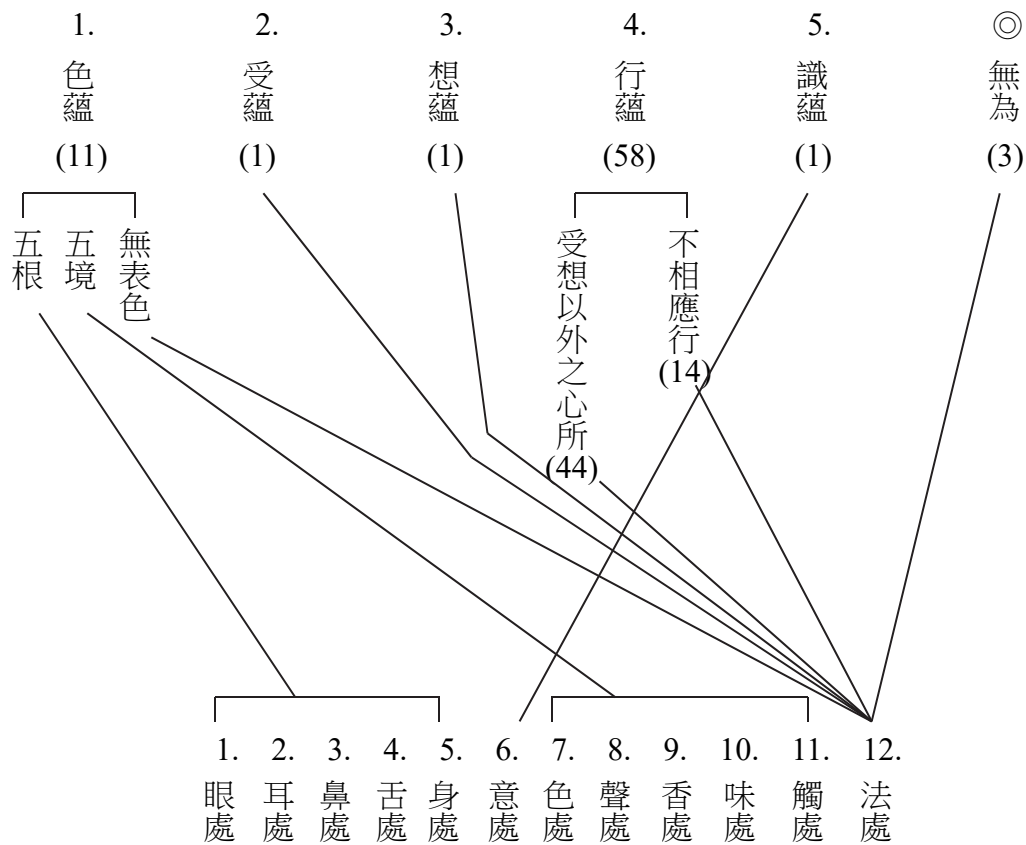 1. 2. 3. 4. 5. ◎
色蘊 受蘊 想蘊 行蘊 識蘊 無為
(11) (1) (1) (58) (1) (3)
五根 五境 無表色 受想以外之心所(44) 不相應行(14)
1. 2. 3. 4. 5. 6. 7. 8. 9. 10. 11. 12.
眼處 耳處 鼻處 舌處 身處 意處 色處 聲處 香處 味處 觸處 法處